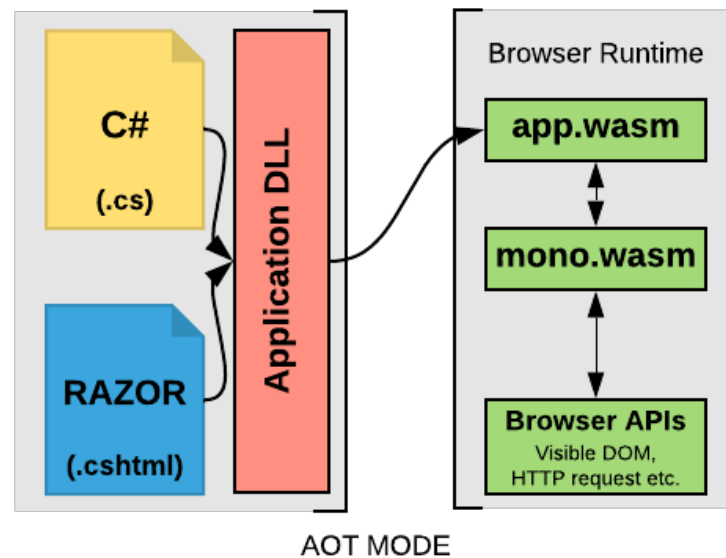 C#
(.cs)
RAZOR
(.cshtml)
Application DLL
Browser Runtime
app.wasm
mono.wasm
Browser APIs
Visible DOM,
HTTP request etc.
AOT MODE